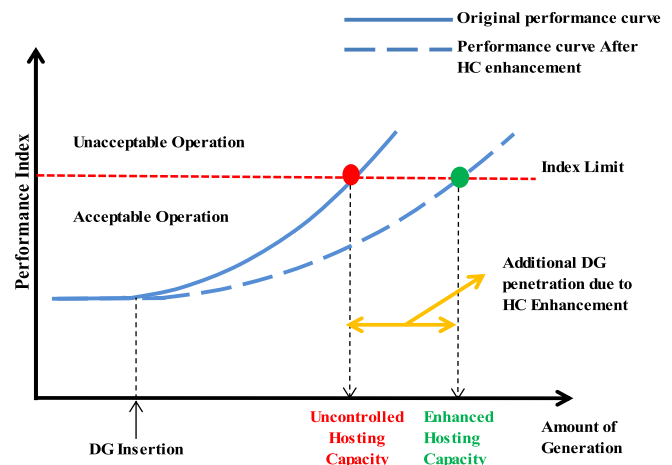 Original performance curve
Performance curve After
HC enhancement
Performance Index
Unacceptable Operation
Index Limit
Acceptable Operation
Additional DG
penetration due to
HC Enhancement
DG Insertion
Uncontrolled
Hosting
Capacity
Enhanced
Hosting
Capacity
Amount of
Generation